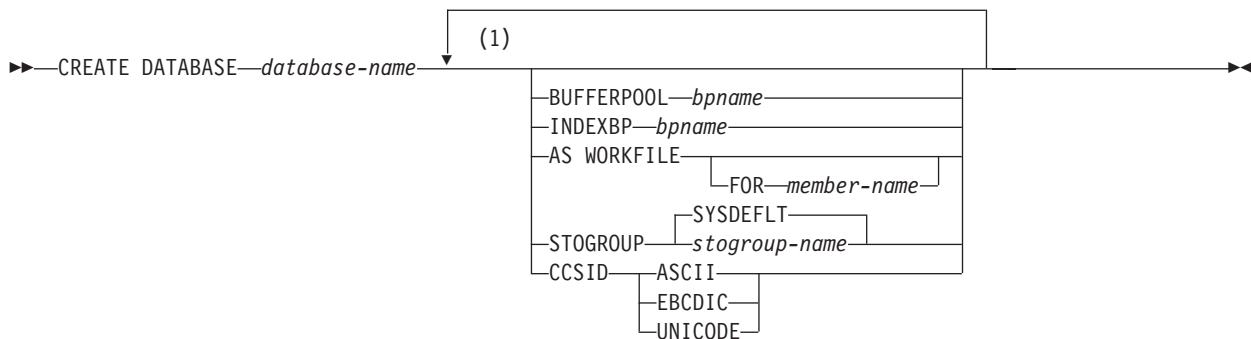 (1)
CREATE DATABASE database-name
BUFFERPOOL bpname
INDEXBP bpname
AS WORKFILE
FOR member-name
SYSDEFLT
STOGROUP stogroup-name
CCSID ASCII
EBCDIC
UNICODE